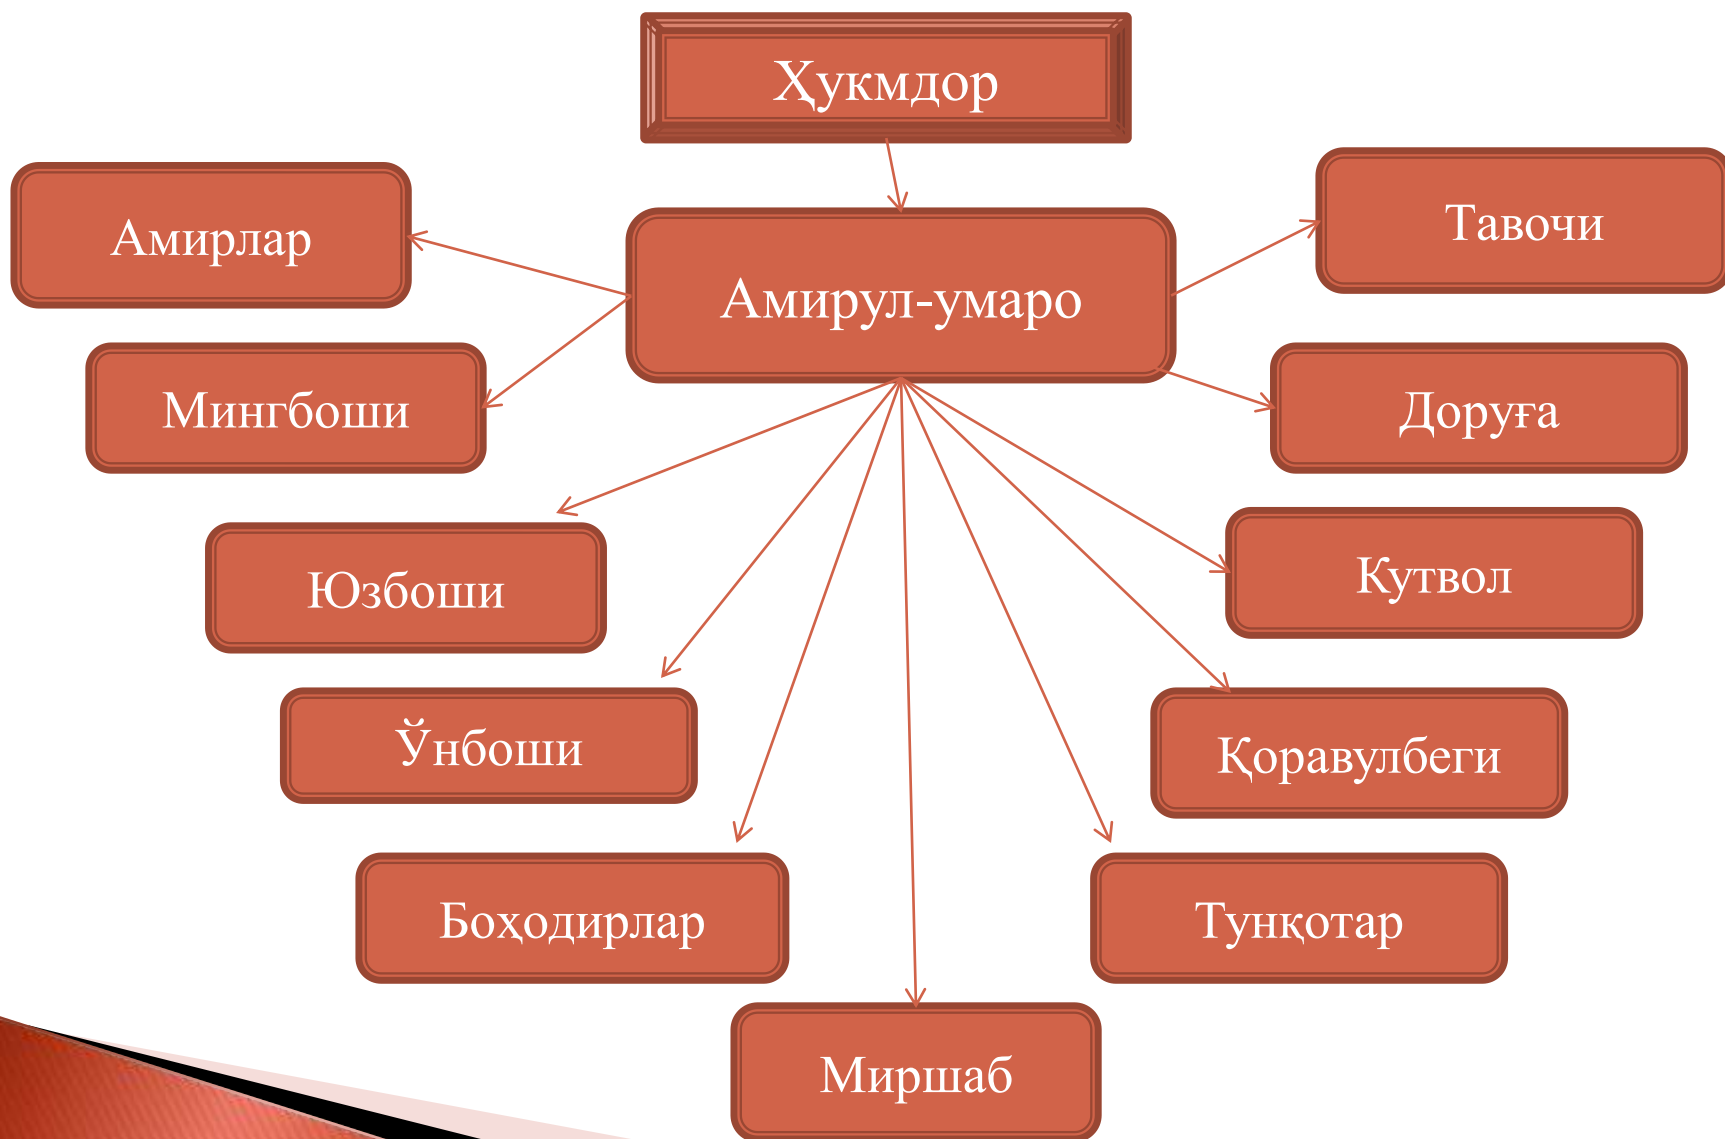 Ҳукмдор
Амирул-умаро
Амирлар
Мингбоши
Юзбоши
Ўнбоши
Боҳодирлар
Миршаб
Тавочи
Доруға
Кутвол
Қоравулбеги
Тунқотар